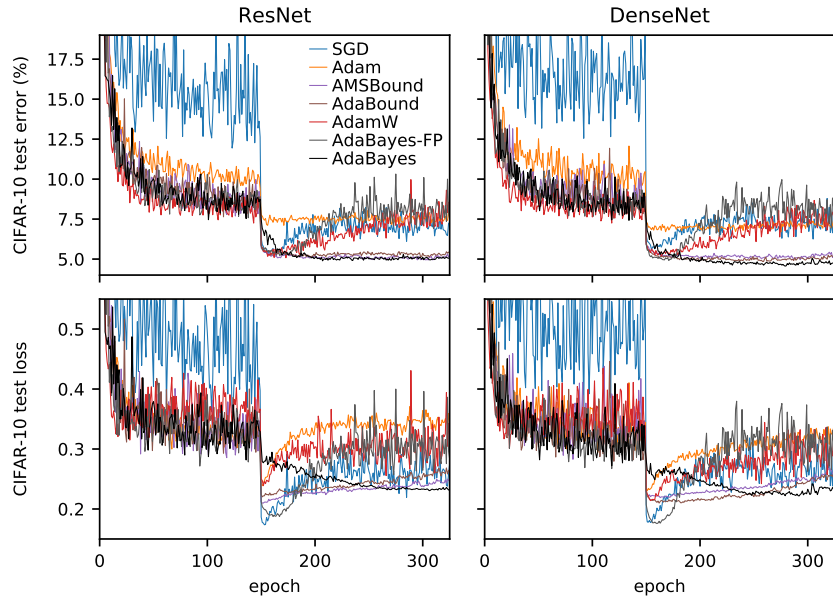 ResNet
DenseNet
CIFAR-10 test error (%)
17.5
15.0
12.5
10.0
7.5
5.0
SGD
Adam
AMSBound
AdaBound
AdamW
AdaBayes-FP
AdaBayes
CIFAR-10 test loss
0.5
0.4
0.3
0.2
0
100
200
300
0
100
200
300
epoch
epoch